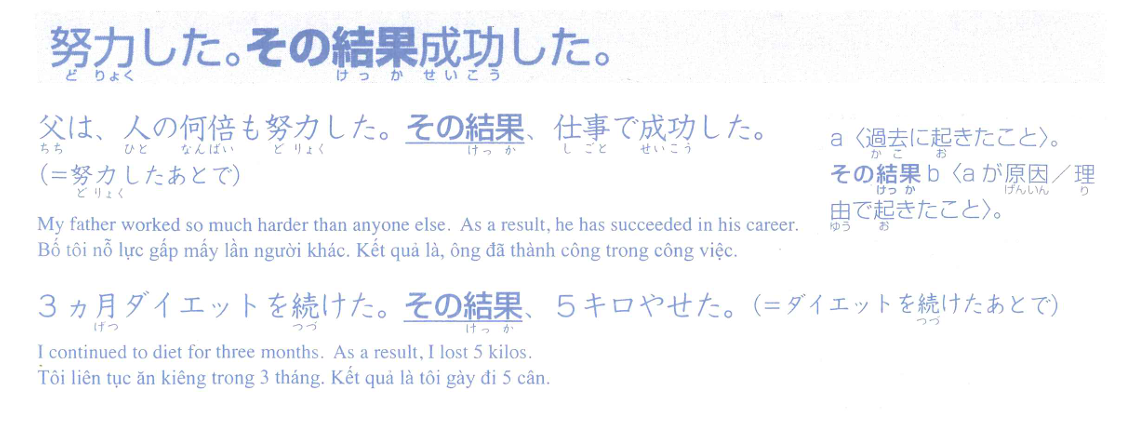 努力した。その結果成功した。
どりょく けっか せいこう
父は、人の何倍も努力した。その結果、仕事で成功した。
ちち ひと なんばい どりょく けっか しごと せいこう
(=努力したあとで)
どりょく
My father worked so much harder than anyone else. As a result, he has succeeded in his career.
Bố tôi nỗ lực gấp mấy lần người khác. Kết quả là, ông đã thành công trong công việc.
a〈過去に起きたこと〉。
かこ お
その結果 b〈aが原因/理
けっか げんいん り
由で起きたこと〉。
ゆう お
3ヵ月ダイエットを続けた。その結果、5キロやせた。(=ダイエットを続けたあとで)
げつ つづ けっか つづ
I continued to diet for three months. As a result, I lost 5 kilos.
Tôi liên tục ăn kiêng trong 3 tháng. Kết quả là tôi gày đi 5 cân.